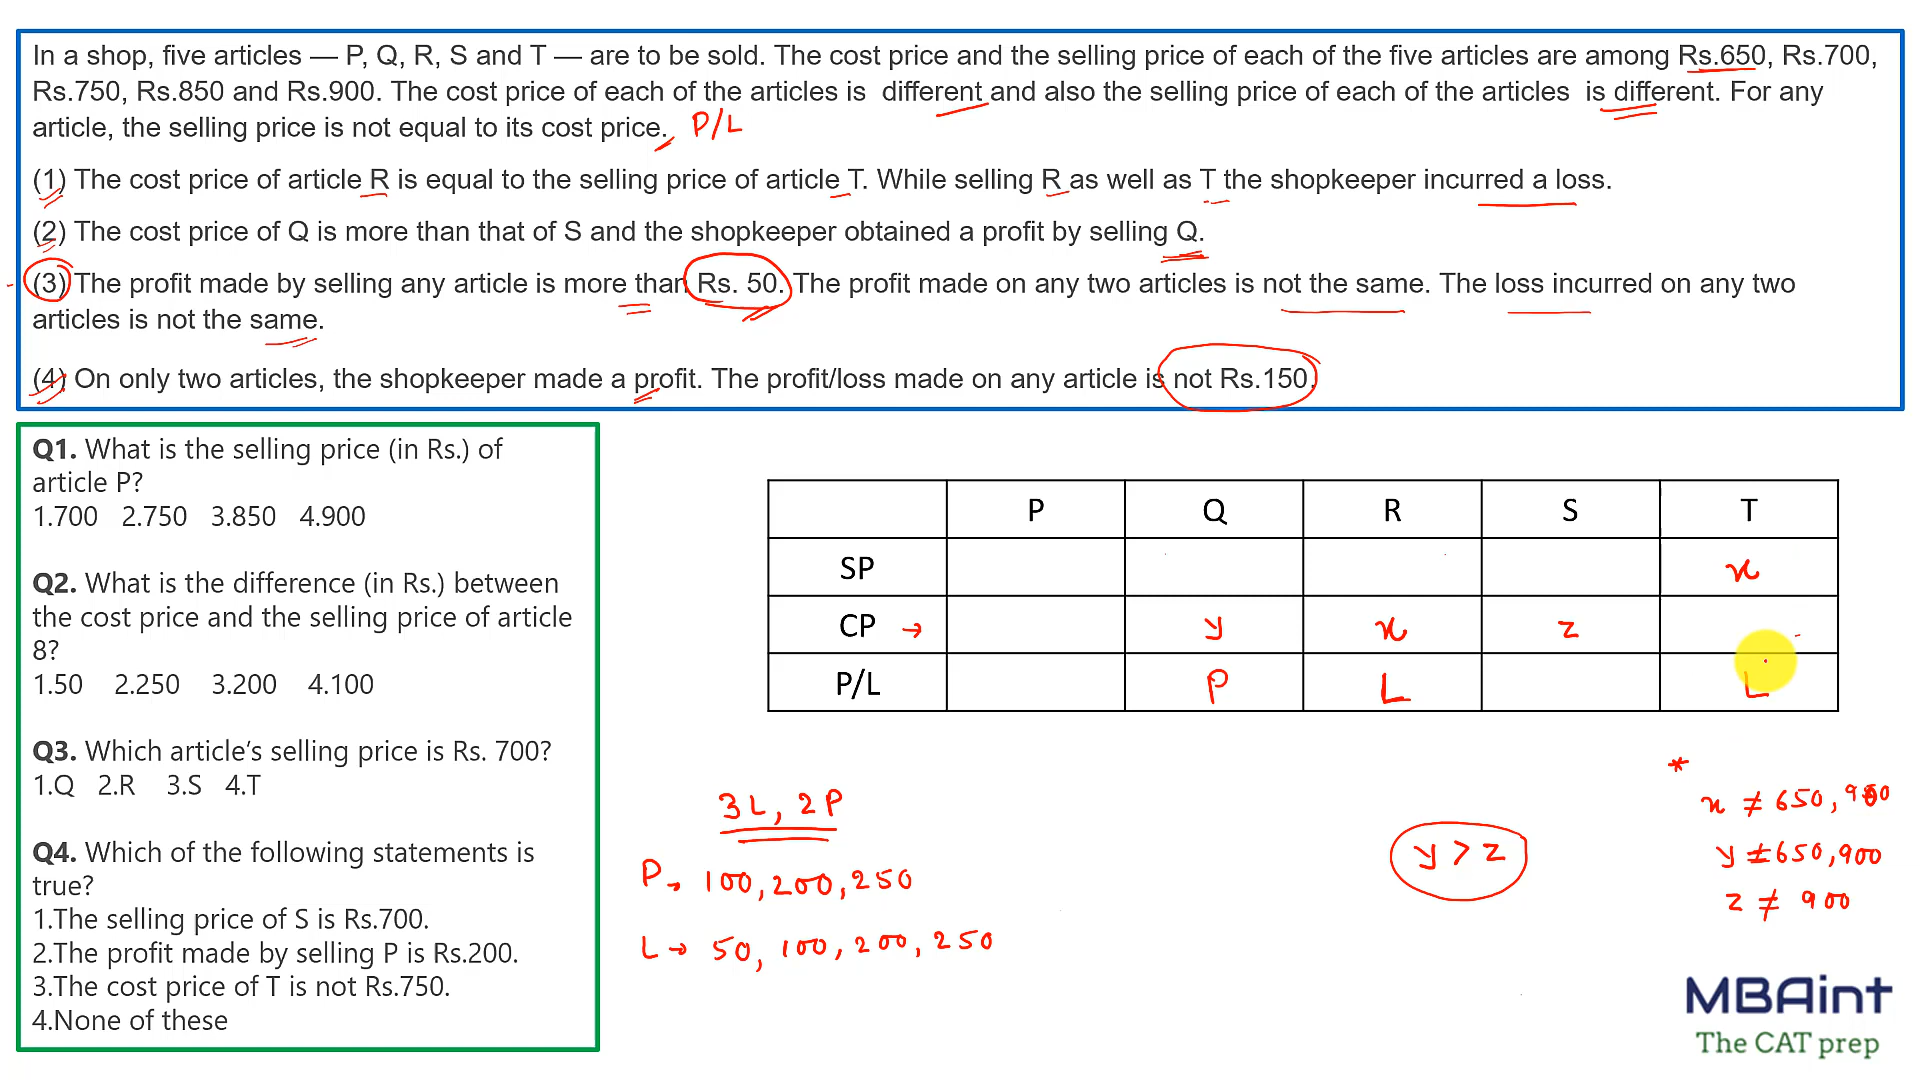 In a shop, five articles — P, Q, R, S and T — are to be sold. The cost price and the selling price of each of the five articles are among Rs.650, Rs.700,
Rs.750, Rs.850 and Rs.900. The cost price of each of the articles is different and also the selling price of each of the articles is different. For any
article, the selling price is not equal to its cost price. P/L
(1) The cost price of article R is equal to the selling price of article T. While selling R as well as T the shopkeeper incurred a loss.
(2) The cost price of Q is more than that of S and the shopkeeper obtained a profit by selling Q.
(3) The profit made by selling any article is more than Rs. 50. The profit made on any two articles is not the same. The loss incurred on any two
articles is not the same.
(4) On only two articles, the shopkeeper made a profit. The profit/loss made on any article is not Rs.150.
Q1. What is the selling price (in Rs.) of
article P?
1.700 2.750 3.850 4.900
Q2. What is the difference (in Rs.) between
the cost price and the selling price of article
8?
1.50 2.250 3.200 4.100
Q3. Which article's selling price is Rs. 700?
1.Q 2.R 3.S 4.T
Q4. Which of the following statements is
true?
1.The selling price of S is Rs.700.
2.The profit made by selling P is Rs.200.
3.The cost price of T is not Rs.750.
4.None of these
P Q R S T
SP x
CP → y x z
P/L P L L
3L, 2P
P → 100, 200, 250
L → 50, 100, 200, 250
y > z
*
x ≠ 650, 900
y ≠ 650, 900
z ≠ 900
MBAint
The CAT prep